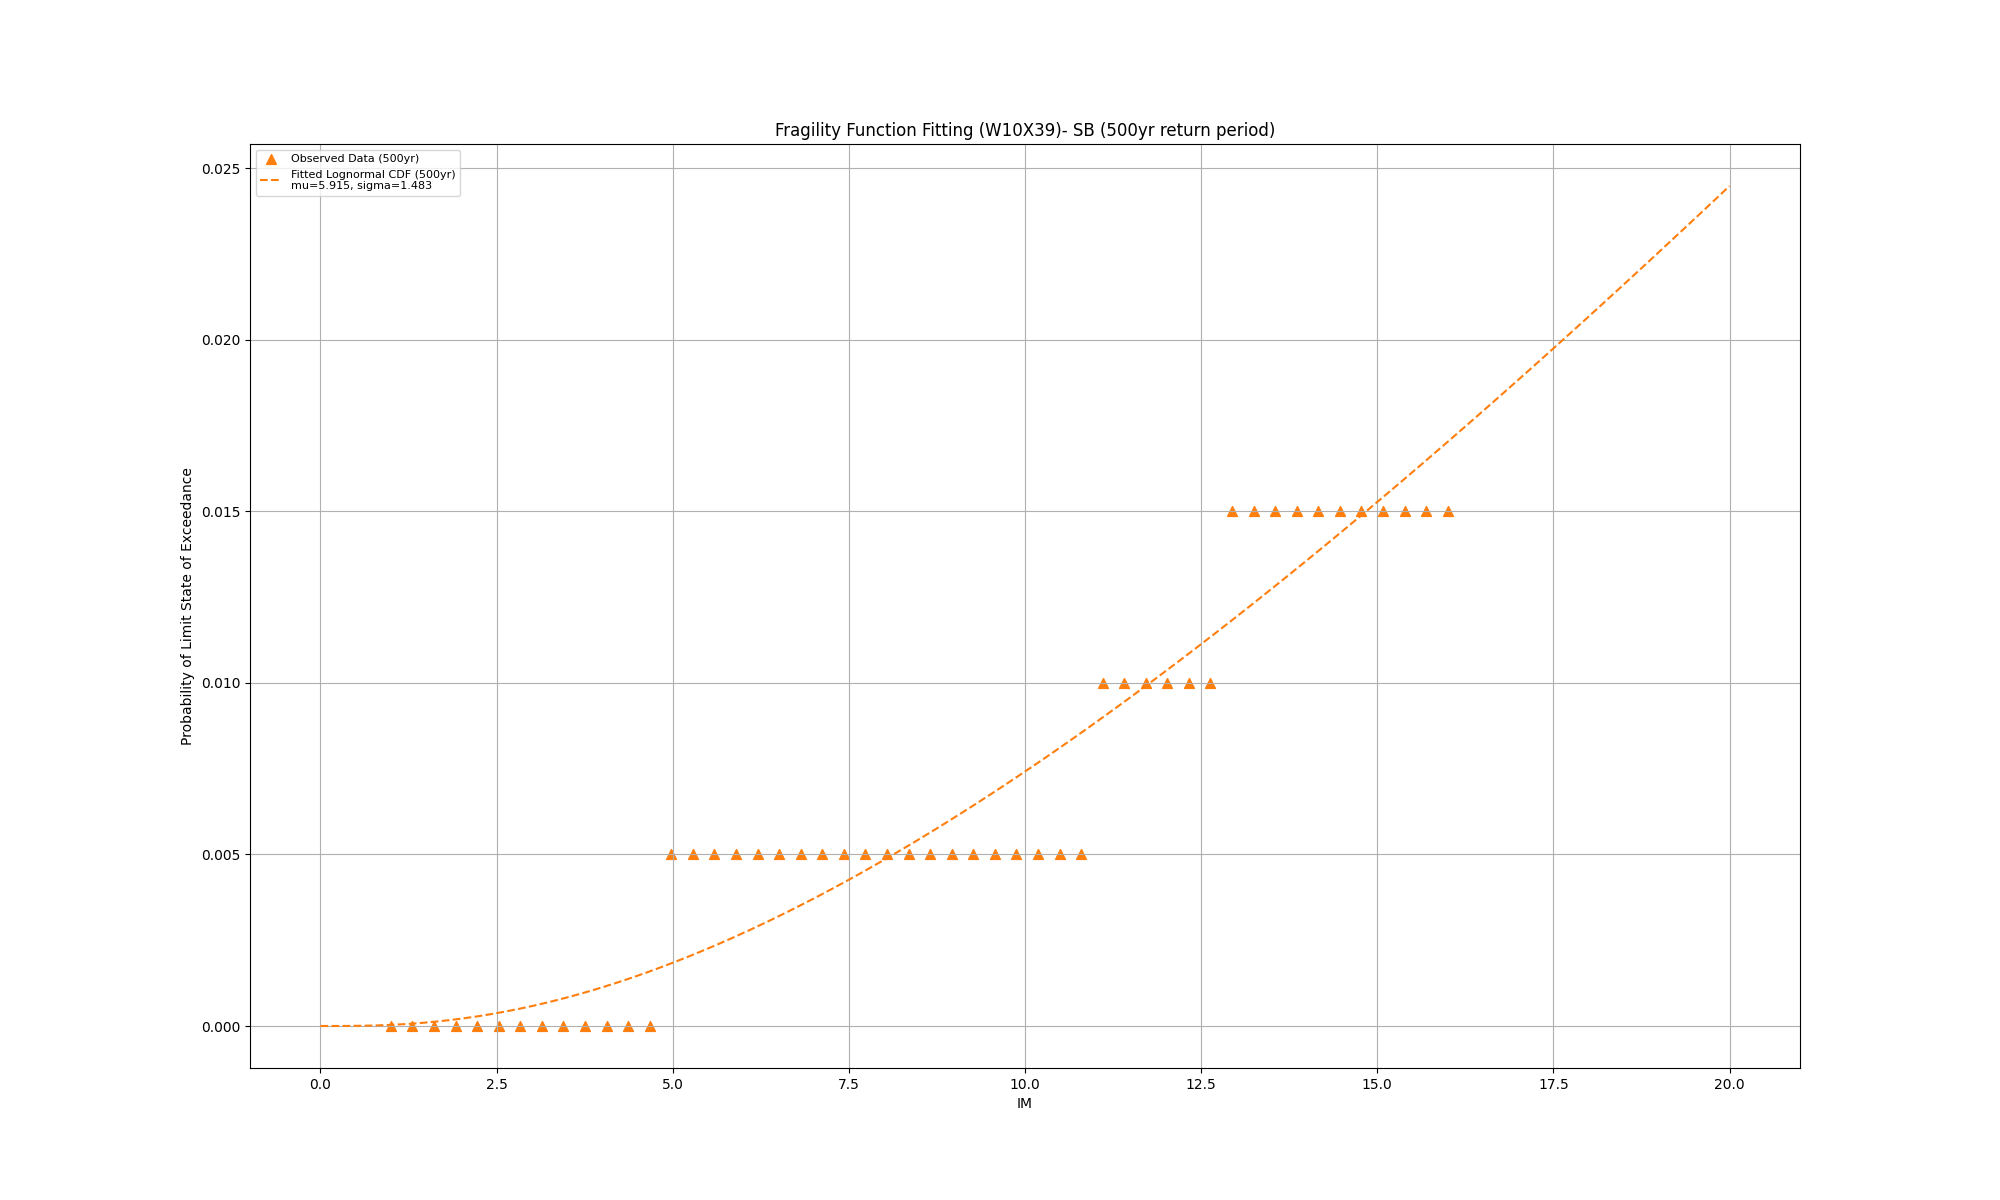 Fragility Function Fitting (W10X39)- SB (500yr return period)
Observed Data (500yr)
Fitted Lognormal CDF (500yr)
mu=5.915, sigma=1.483
Probability of Limit State of Exceedance
0.025
0.020
0.015
0.010
0.005
0.000
0.0 2.5 5.0 7.5 10.0 12.5 15.0 17.5 20.0
IM